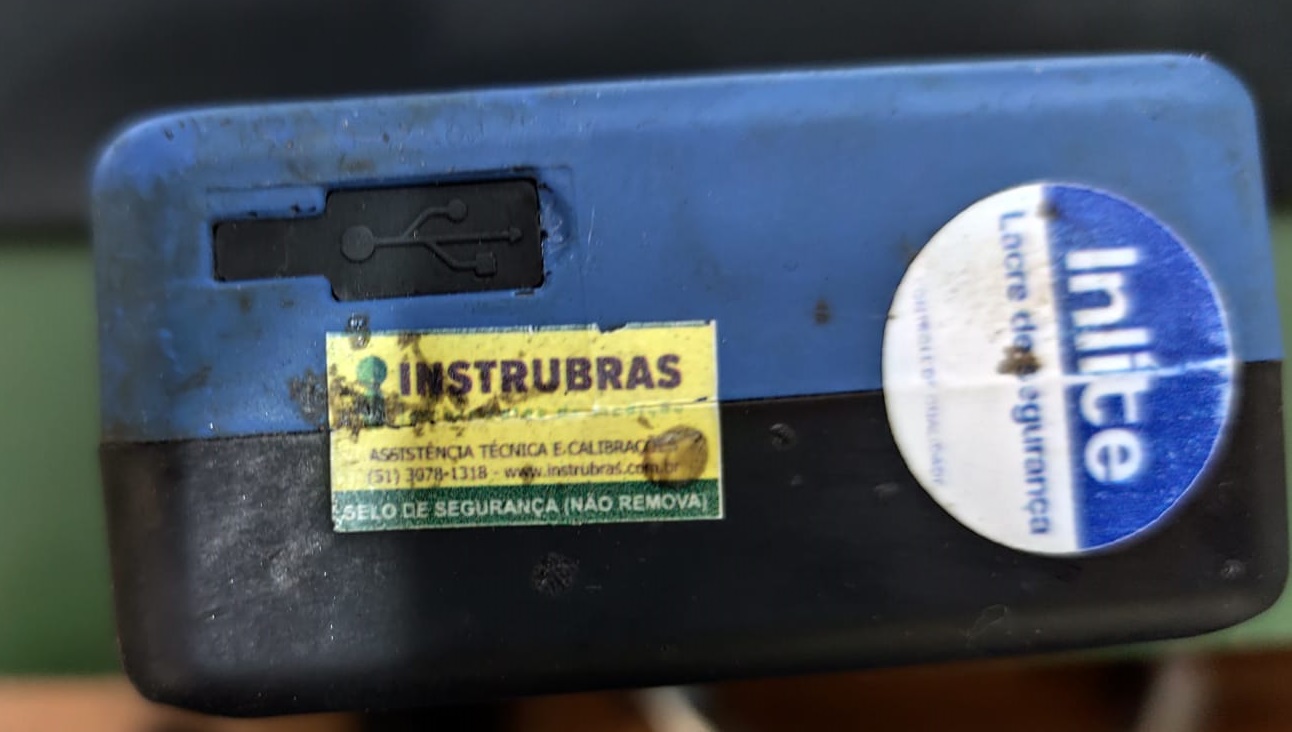 INSTRUBRAS
ASSISTÊNCIA TÉCNICA E CALIBRAÇÕES
(51) 3078-1318 - www.instrubras.com.br
SELO DE SEGURANÇA (NÃO REMOVA)
Inlite
Lacre de segurança